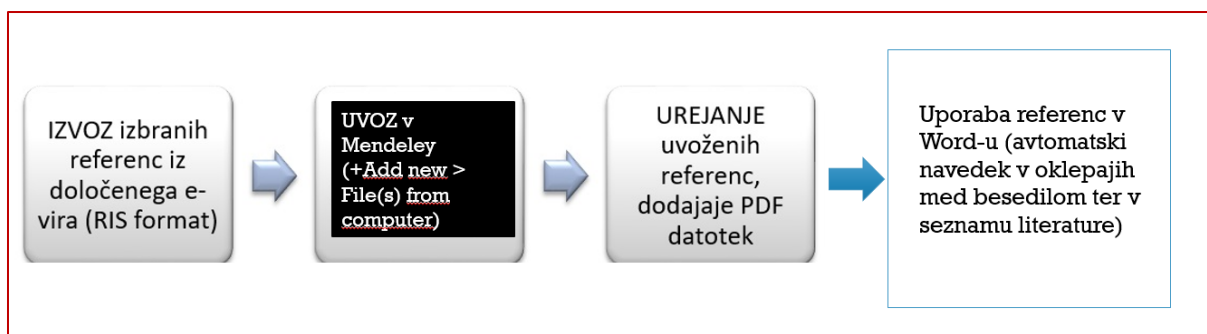 IZVOZ izbranih
referenc iz
določenega e-
vira (RIS format)
UVOZ v
Mendeley
(+Add new >
File(s) from
computer)
UREJANJE
uvoženih
referenc,
dodajaje PDF
datotek
Uporaba referenc v
Word-u (avtomatski
navedek v oklepajih
med besedilom ter v
seznamu literature)